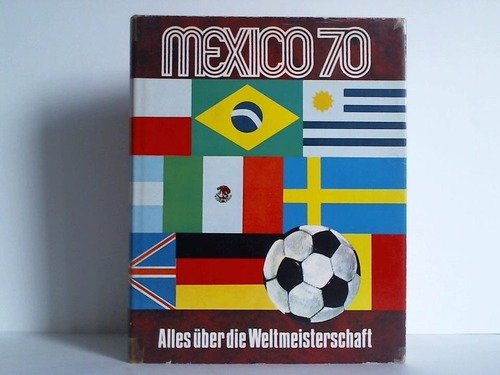 MEXICO 70
Alles über die Weltmeisterschaft